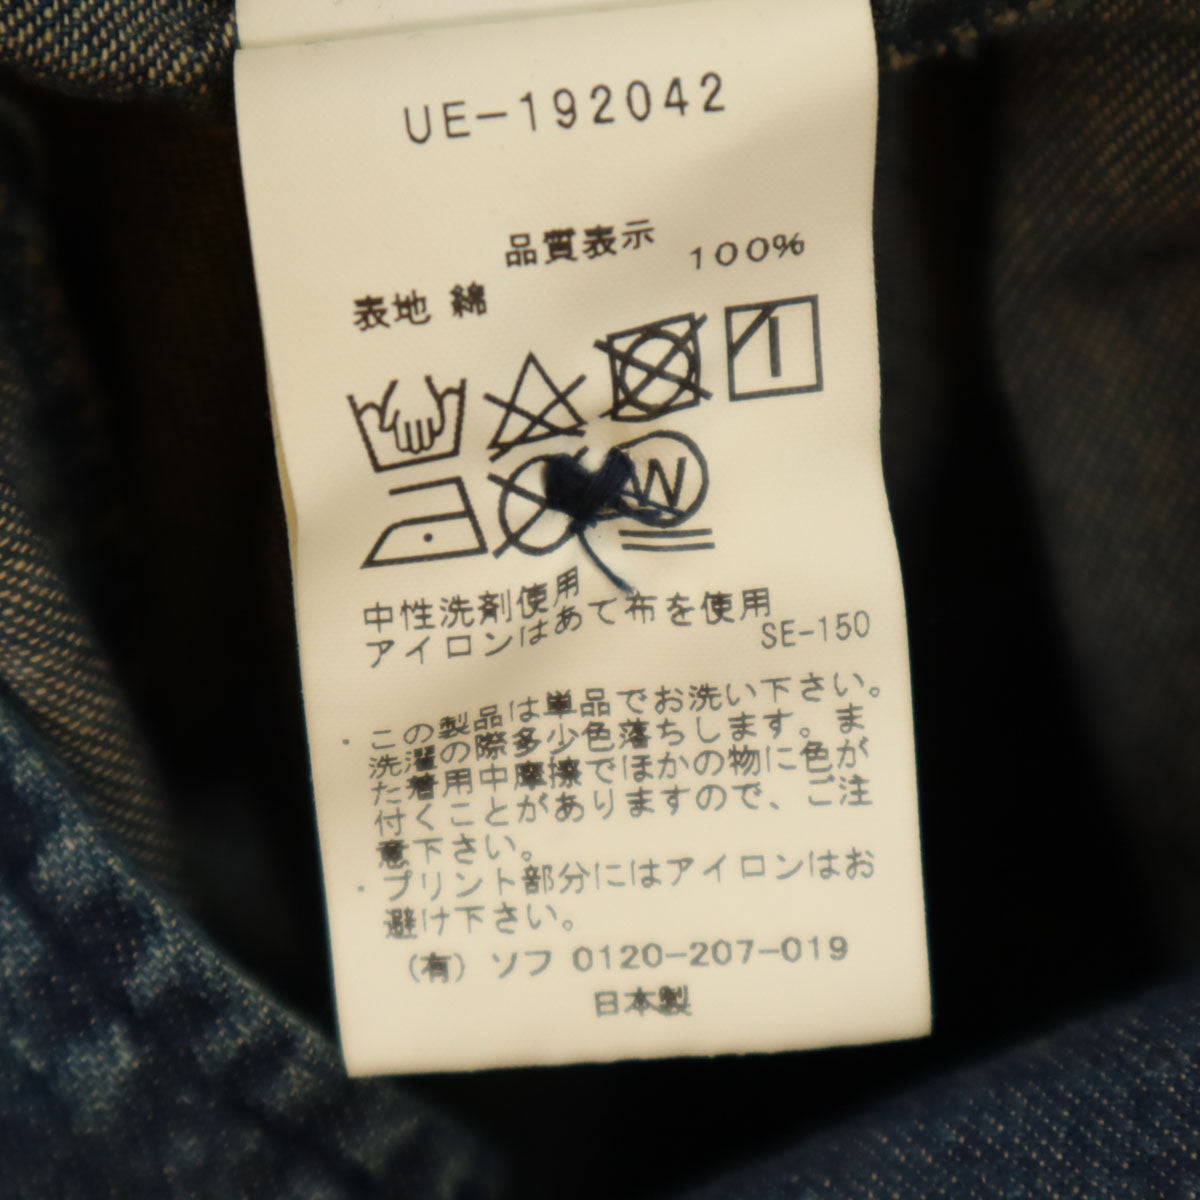 UE-192042
品質表示
表地 綿 100%
W
中性洗剤使用
アイロンはあて布を使用
SE-150
・この製品は単品でお洗い下さい。
洗濯の際多少色落ちします。ま
た着用中摩擦でほかの物に色が
付くことがありますので、ご注
意下さい。
・プリント部分にはアイロンはお
避け下さい。
(有) ソフ 0120-207-019
日本製